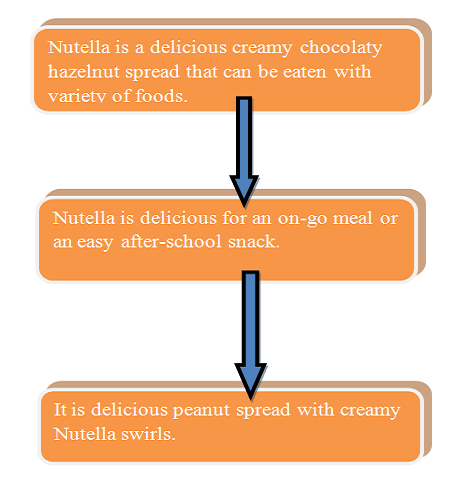 Nutella is a delicious creamy chocolaty
hazelnut spread that can be eaten with
variety of foods.
Nutella is delicious for an on-go meal or
an easy after-school snack.
It is delicious peanut spread with creamy
Nutella swirls.